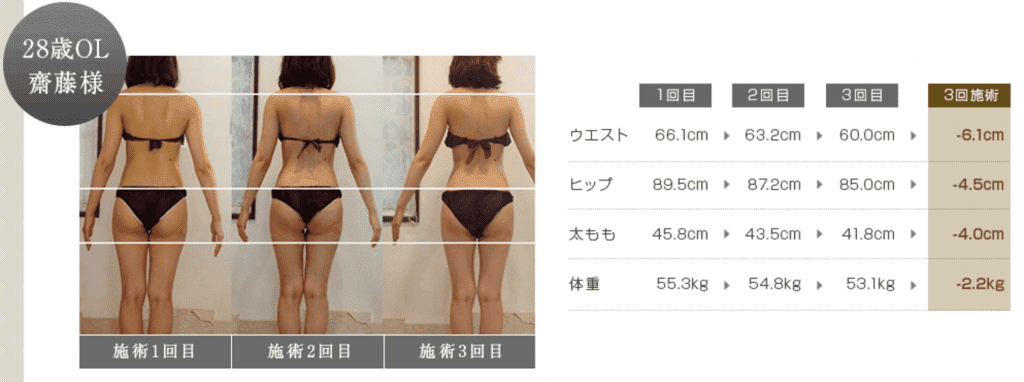 28歳OL
齋藤様
施術1回目
施術2回目
施術3回目
1回目 2回目 3回目 3回施術
ウエスト 66.1cm 63.2cm 60.0cm -6.1cm
ヒップ 89.5cm 87.2cm 85.0cm -4.5cm
太もも 45.8cm 43.5cm 41.8cm -4.0cm
体重 55.3kg 54.8kg 53.1kg -2.2kg